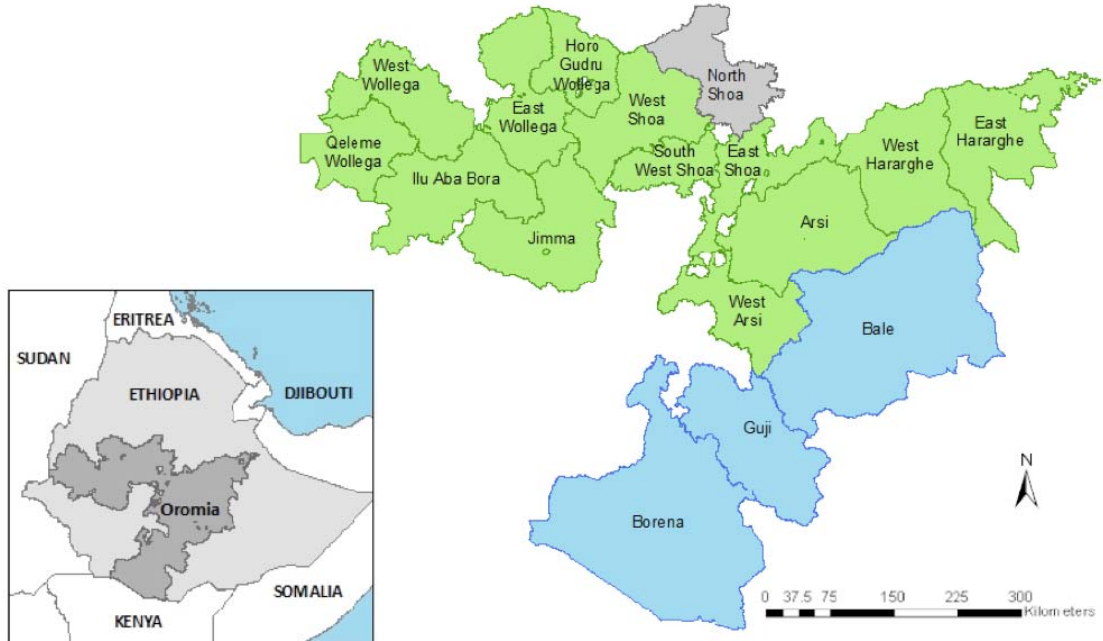 Horo
Gudru
Wollega
West
Wollega
North
Shoa
West
Shoa
East
Wollega
East
Hararghe
West
Hararghe
Qeleme
Wollega
South
West Shoa
East
Shoa
Ilu Aba Bora
Arsi
Jimma
West
Arsi
Bale
Guji
Borena
ERITREA
SUDAN
ETHIOPIA
DJIBOUTI
Oromia
SOMALIA
KENYA
N
0 37.5 75 150 225 300
Kilometers